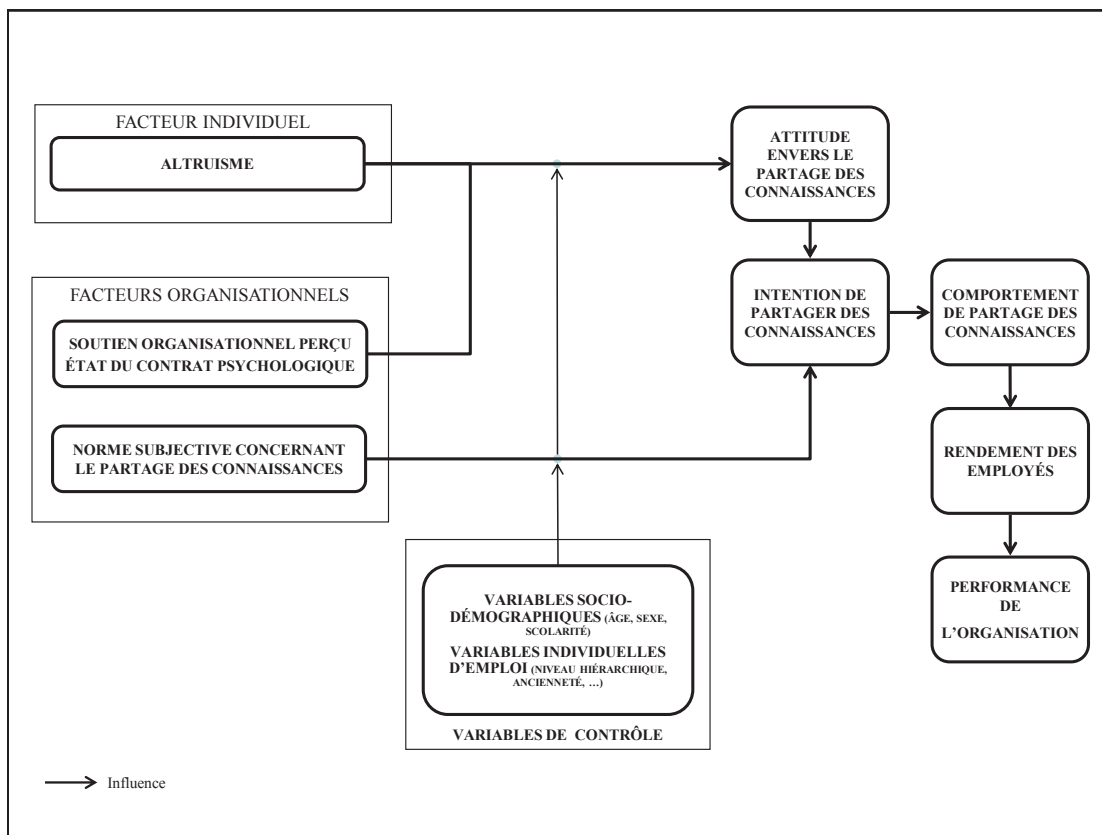 FACTEUR INDIVIDUEL
ALTRUISME
FACTEURS ORGANISATIONNELS
SOUTIEN ORGANISATIONNEL PERÇU
ÉTAT DU CONTRAT PSYCHOLOGIQUE
NORME SUBJECTIVE CONCERNANT
LE PARTAGE DES CONNAISSANCES
ATTITUDE
ENVERS LE
PARTAGE DES
CONNAISSANCES
INTENTION DE
PARTAGER DES
CONNAISSANCES
COMPORTEMENT
DE PARTAGE DES
CONNAISSANCES
RENDEMENT DES
EMPLOYÉS
PERFORMANCE
DE
L'ORGANISATION
VARIABLES SOCIO-
DÉMOGRAPHIQUES (ÂGE, SEXE,
SCOLARITÉ)
VARIABLES INDIVIDUELLES
D'EMPLOI (NIVEAU HIÉRARCHIQUE,
ANCIENNETÉ, …)
VARIABLES DE CONTRÔLE
Influence